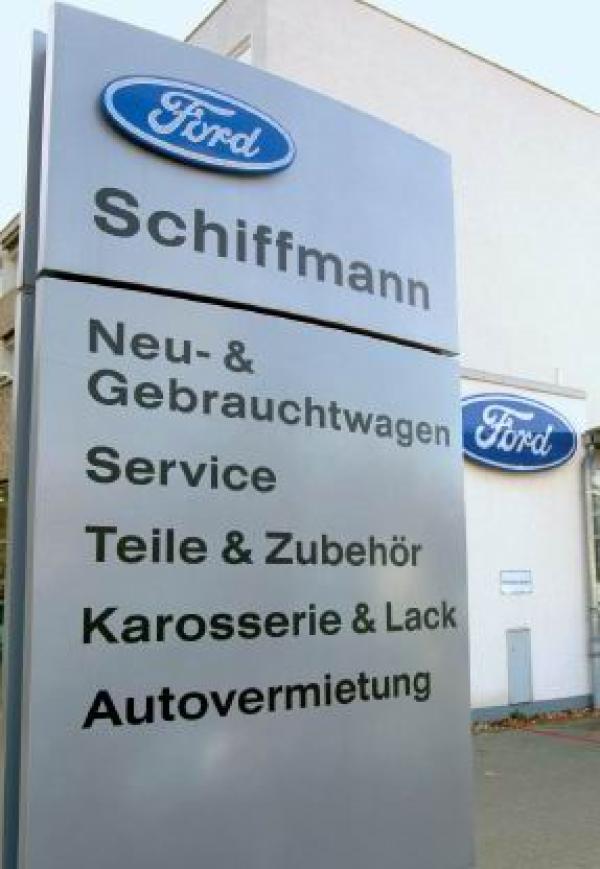 Ford
Schiffmann
Neu- &
Gebrauchtwagen
Service
Teile & Zubehör
Karosserie & Lack
Autovermietung
Ford